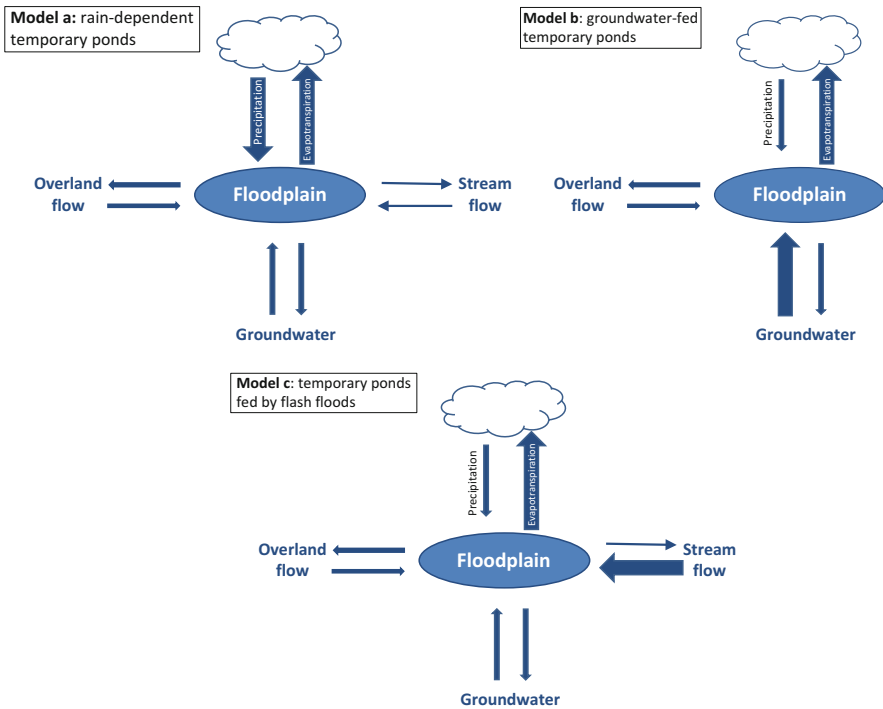 Model a: rain-dependent
temporary ponds
Precipitation
Evapotranspiration
Overland
flow
Floodplain
Stream
flow
Groundwater
Model b: groundwater-fed
temporary ponds
Precipitation
Evapotranspiration
Overland
flow
Floodplain
Groundwater
Model c: temporary ponds
fed by flash floods
Precipitation
Evapotranspiration
Overland
flow
Floodplain
Stream
flow
Groundwater